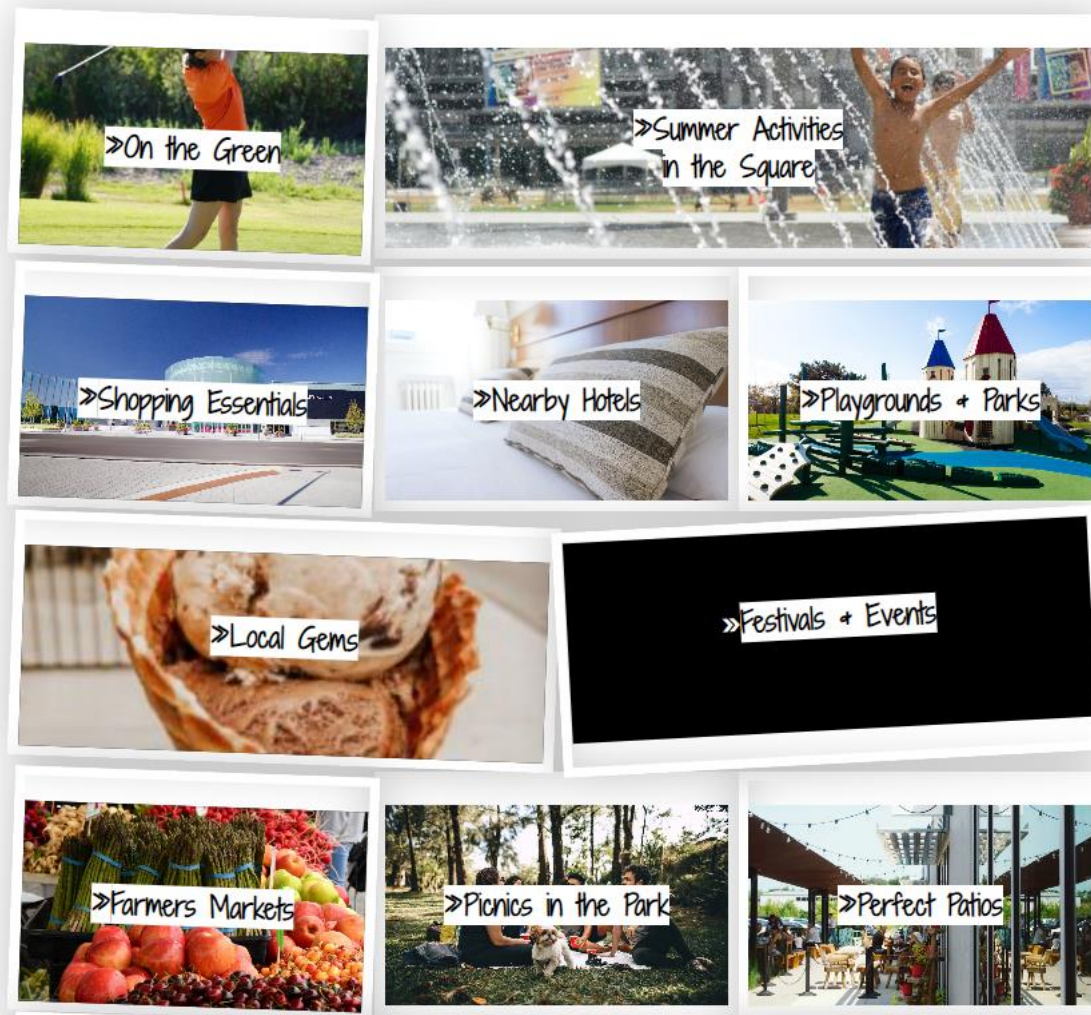 »On the Green
»Summer Activities
in the Square
»Shopping Essentials
»Nearby Hotels
»Playgrounds & Parks
»Local Gems
»Festivals & Events
»Farmers Markets
»Picnics in the Park
»Perfect Patios